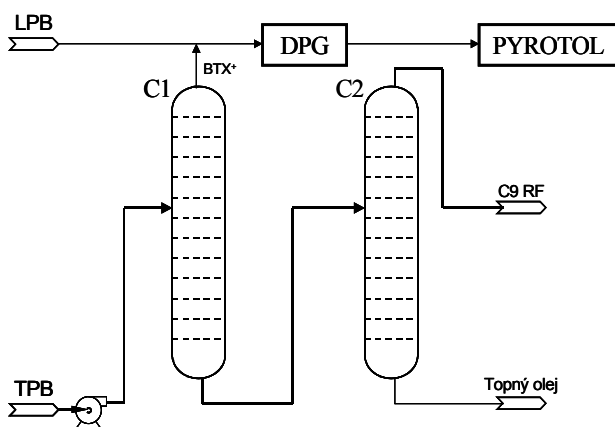 LPB
DPG
PYROTOL
BTX⁺
C1
C2
C9 RF
TPB
Topný olej